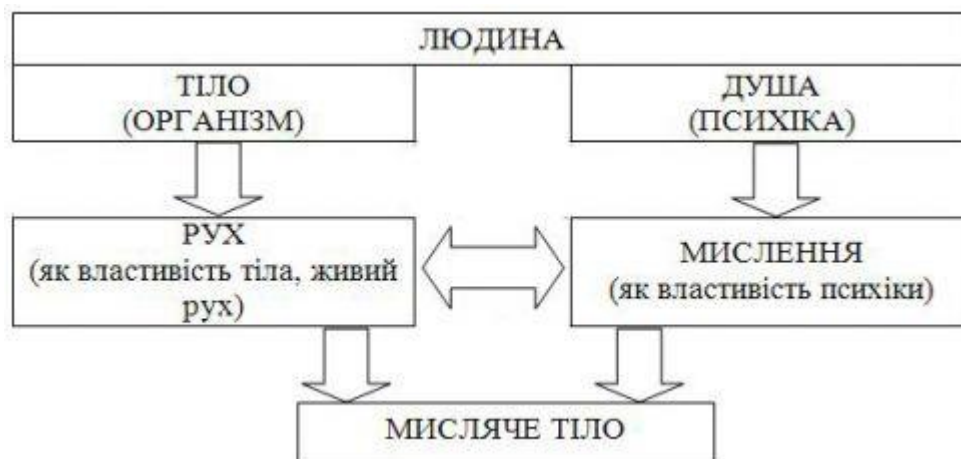 ЛЮДИНА
ТІЛО
(ОРГАНІЗМ)
ДУША
(ПСИХІКА)
РУХ
(як властивість тіла, живий
рух)
МИСЛЕННЯ
(як властивість психіки)
МИСЛЯЧЕ ТІЛО